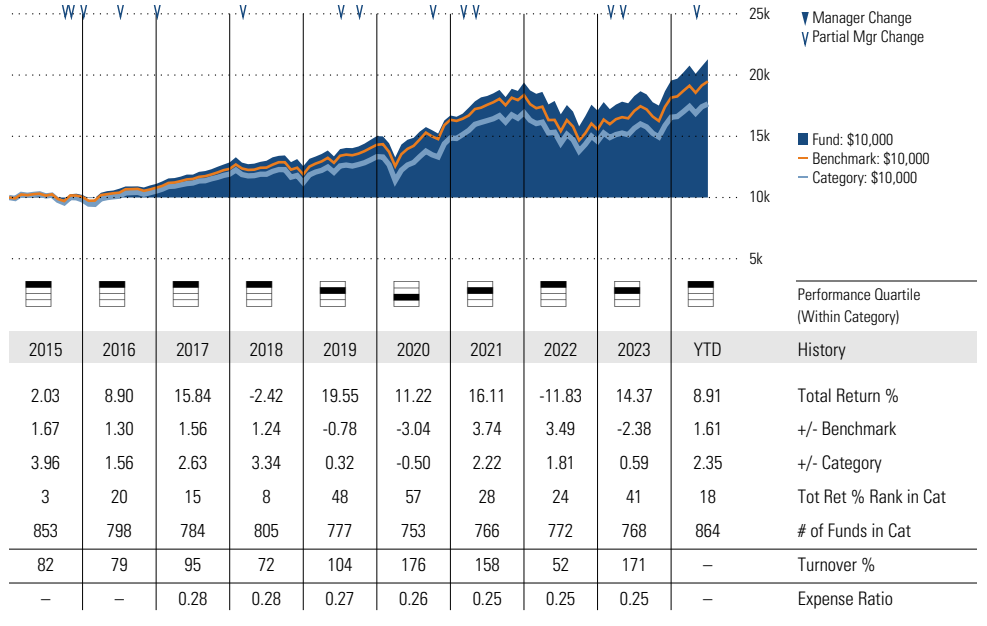 25k
20k
15k
10k
5k
Manager Change
Partial Mgr Change
Fund: $10,000
Benchmark: $10,000
Category: $10,000
Performance Quartile
(Within Category)
2015 2016 2017 2018 2019 2020 2021 2022 2023 YTD History
2.03 8.90 15.84 -2.42 19.55 11.22 16.11 -11.83 14.37 8.91 Total Return %
1.67 1.30 1.56 1.24 -0.78 -3.04 3.74 3.49 -2.38 1.61 +/- Benchmark
3.96 1.56 2.63 3.34 0.32 -0.50 2.22 1.81 0.59 2.35 +/- Category
3 20 15 8 48 57 28 24 41 18 Tot Ret % Rank in Cat
853 798 784 805 777 753 766 772 768 864 # of Funds in Cat
82 79 95 72 104 176 158 52 171 – Turnover %
– – 0.28 0.28 0.27 0.26 0.25 0.25 0.25 – Expense Ratio